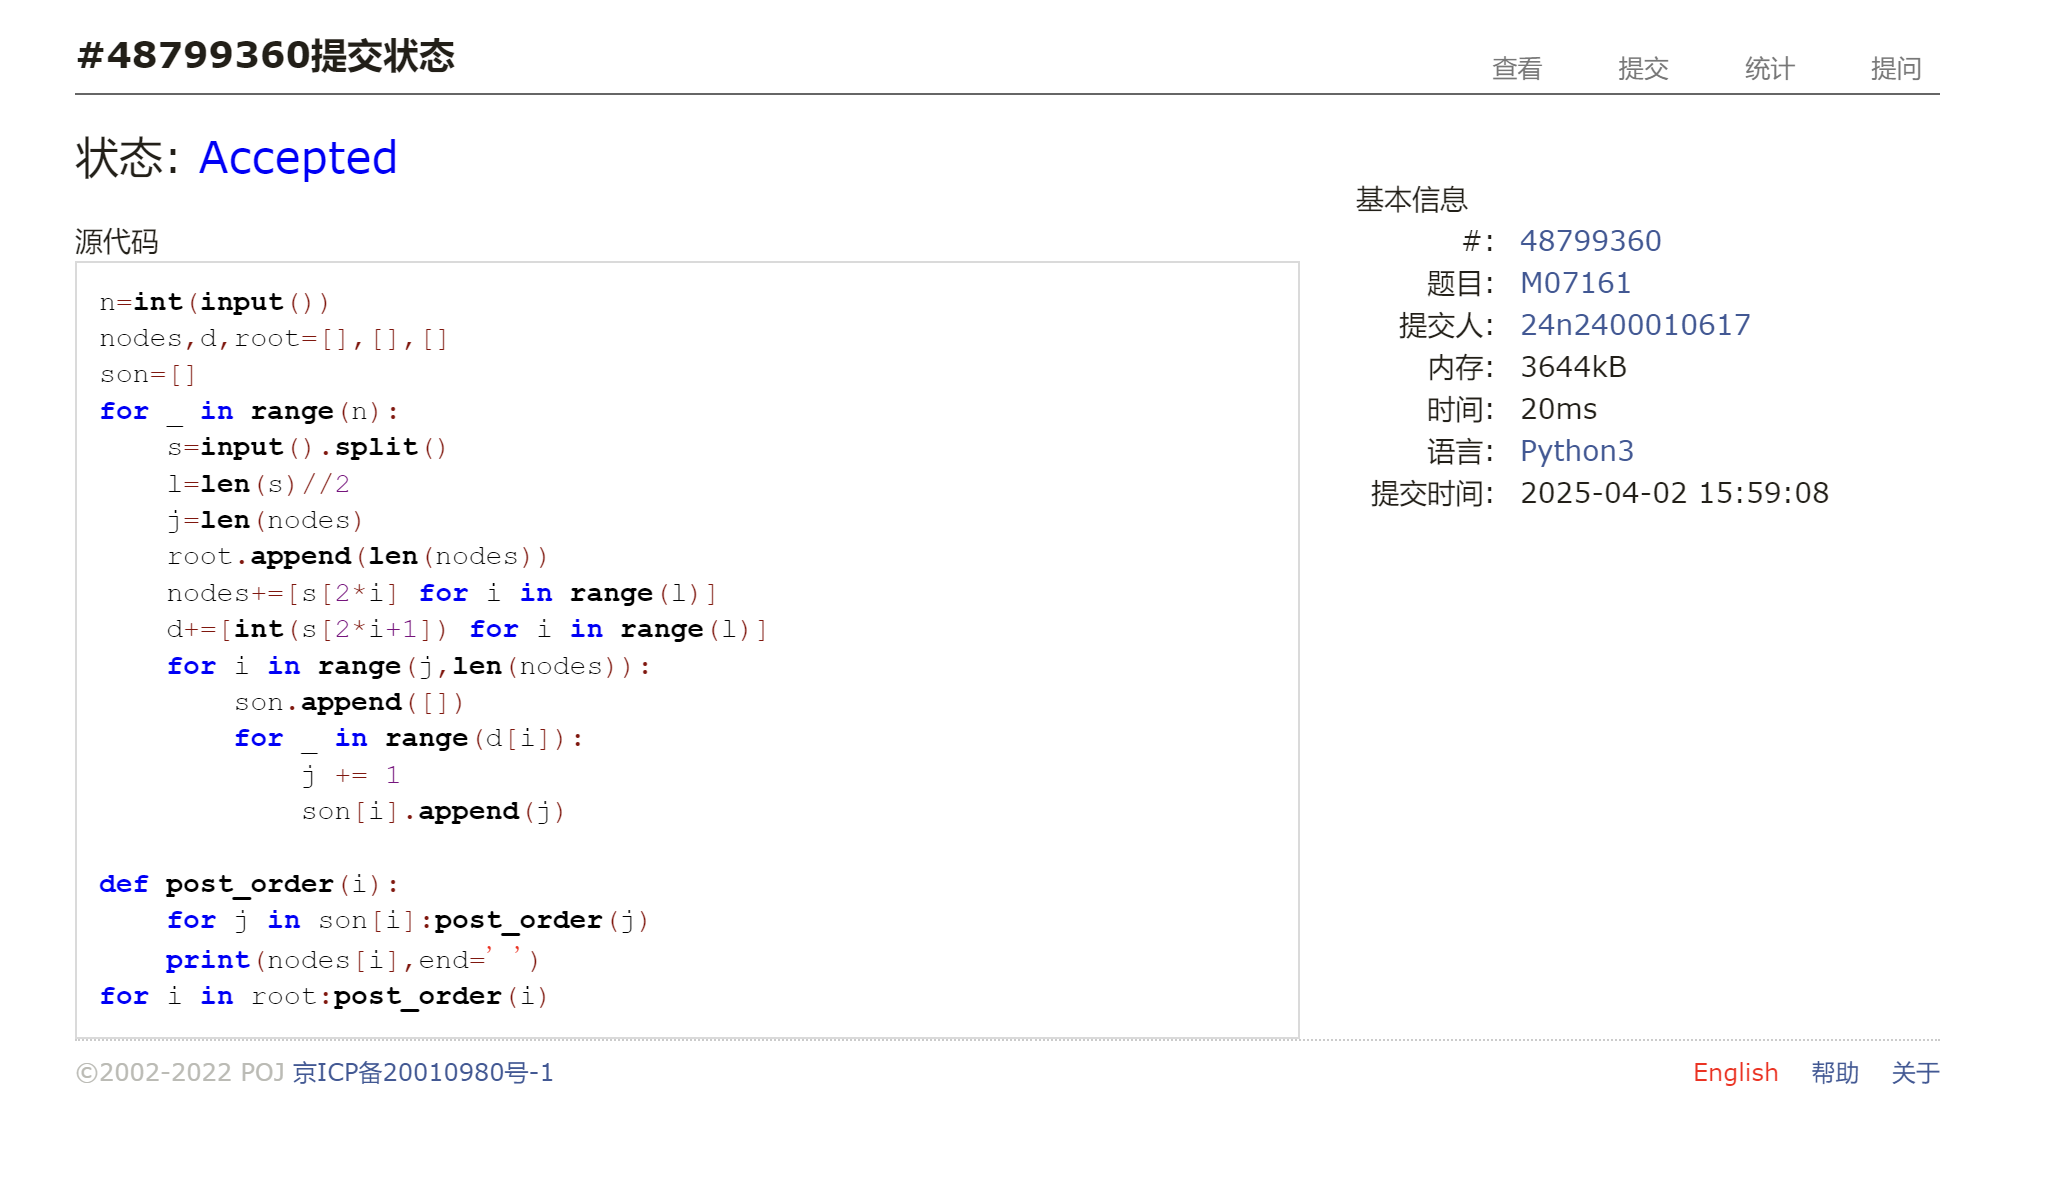 #48799360提交状态
查看 提交 统计 提问
状态: Accepted
源代码
n=int(input())
nodes,d,root=[],[],[]
son=[]
for _ in range(n):
    s=input().split()
    l=len(s)//2
    j=len(nodes)
    root.append(len(nodes))
    nodes+=[s[2*i] for i in range(l)]
    d+=[int(s[2*i+1]) for i in range(l)]
    for i in range(j,len(nodes)):
        son.append([])
        for _ in range(d[i]):
            j += 1
            son[i].append(j)

def post_order(i):
    for j in son[i]:post_order(j)
    print(nodes[i],end=' ')
for i in root:post_order(i)
基本信息
#: 48799360
题目: M07161
提交人: 24n2400010617
内存: 3644kB
时间: 20ms
语言: Python3
提交时间: 2025-04-02 15:59:08
©2002-2022 POJ 京ICP备20010980号-1
English 帮助 关于